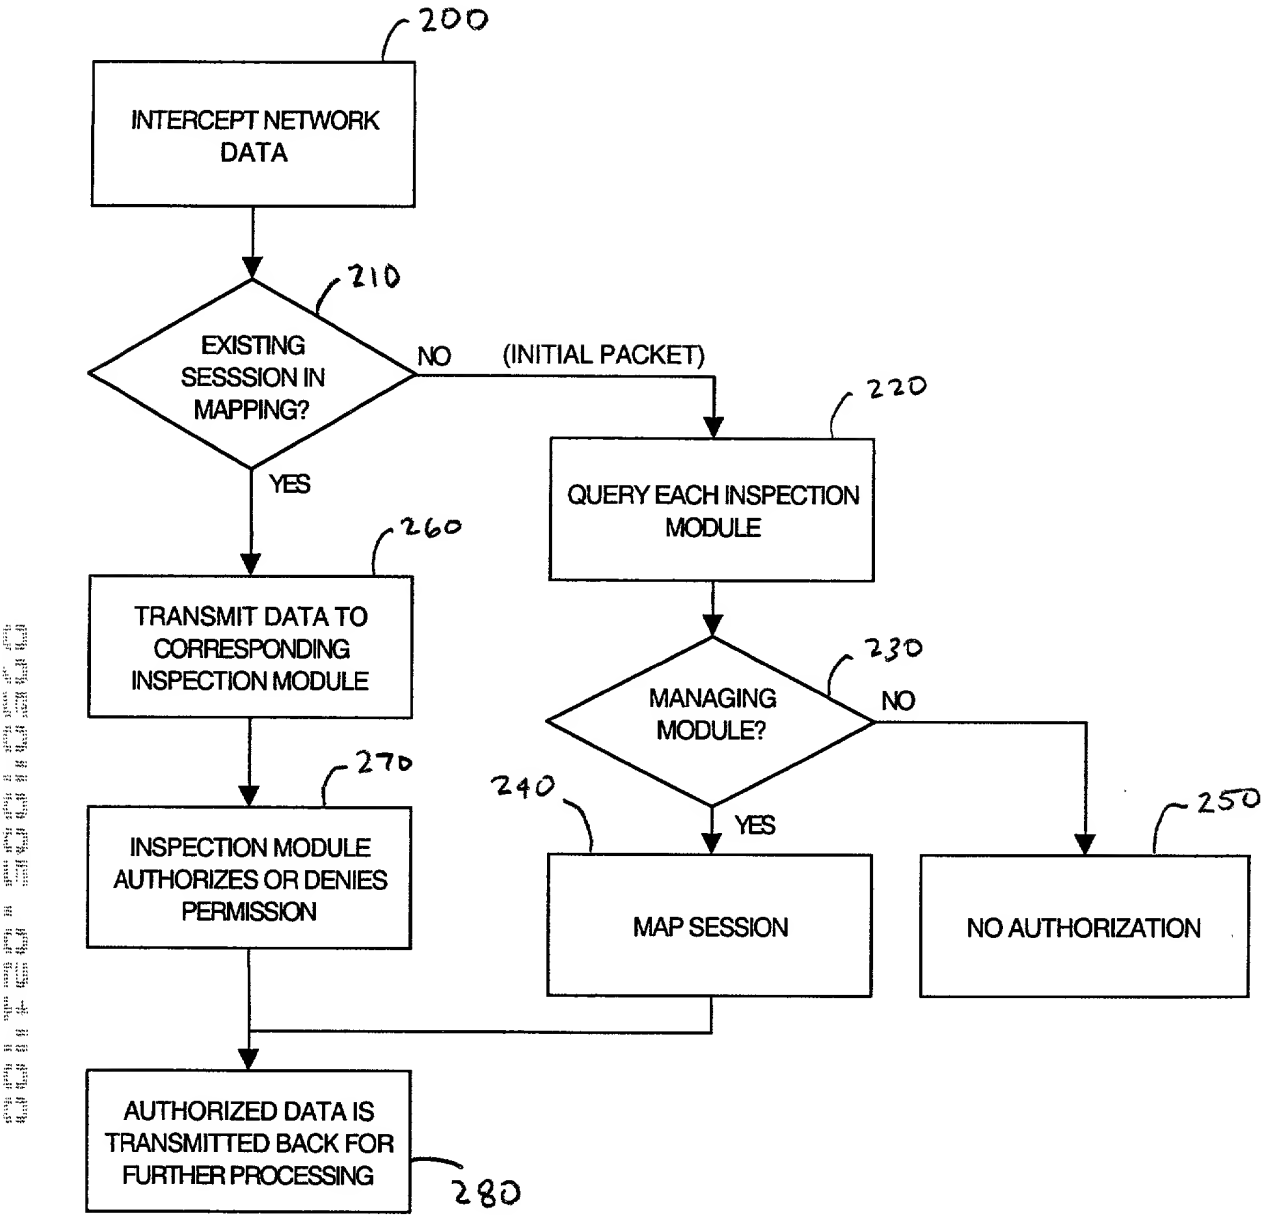 200
INTERCEPT NETWORK
DATA
210
EXISTING
SESSSION IN
MAPPING?
NO (INITIAL PACKET)
YES
220
QUERY EACH INSPECTION
MODULE
260
TRANSMIT DATA TO
CORRESPONDING
INSPECTION MODULE
230
MANAGING
MODULE?
NO
YES
270
INSPECTION MODULE
AUTHORIZES OR DENIES
PERMISSION
240
MAP SESSION
250
NO AUTHORIZATION
AUTHORIZED DATA IS
TRANSMITTED BACK FOR
FURTHER PROCESSING
280